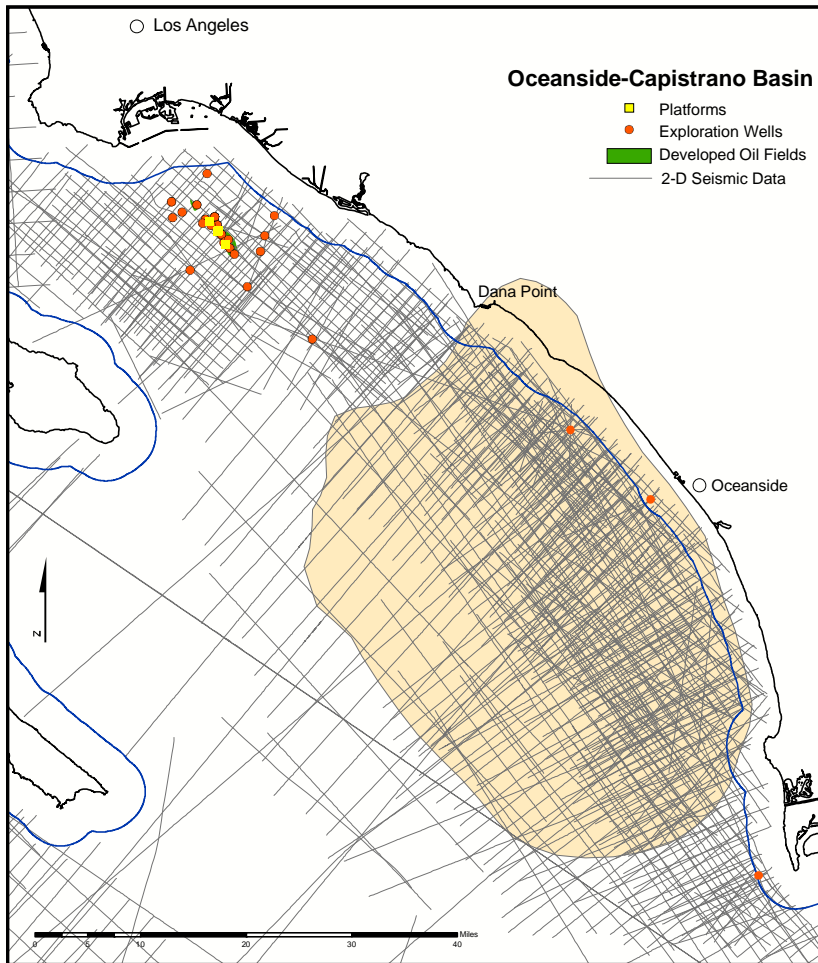 Los Angeles
Oceanside-Capistrano Basin
Platforms
Exploration Wells
Developed Oil Fields
2-D Seismic Data
Dana Point
Oceanside
N
Miles
0 5 10 20 30 40